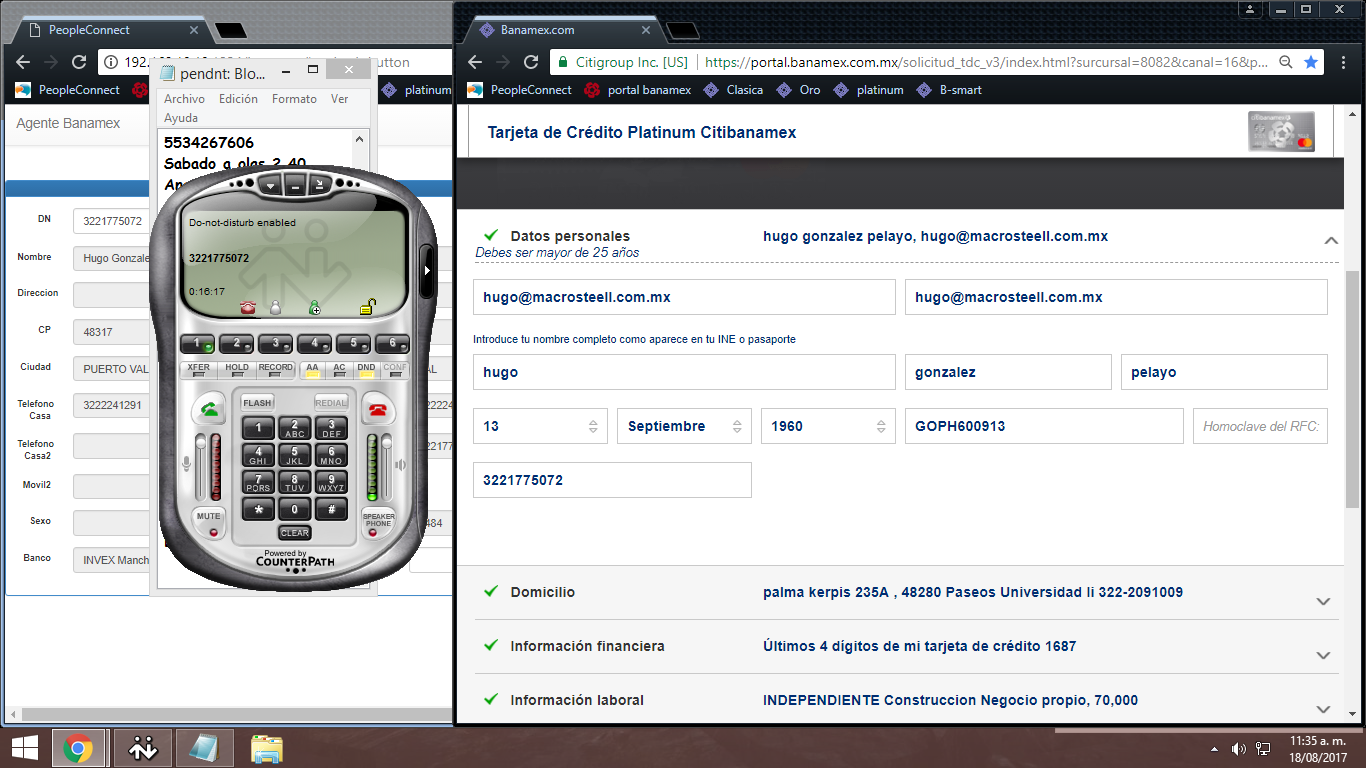 PeopleConnect
192.
button
PeopleConnect
platinum
Agente Banamex
DN
3221775072
Nombre
Hugo Gonzale
Direccion
CP
48317
Ciudad
PUERTO VAL
AL
Telefono
Casa
3222241291
2224
Telefono
Casa2
2177
Movil2
Sexo
484
Banco
INVEX Manch
pendnt: Blo...
Archivo Edición Formato Ver
Ayuda
5534267606
Sabado a olas 2 40
Do-not-disturb enabled
3221775072
0:16:17
1 2 3 4 5 6
XFER HOLD RECORD AA AC DND CONF
FLASH REDIAL
1 2 ABC 3 DEF
4 GHI 5 JKL 6 MNO
7 PQRS 8 TUV 9 WXYZ
* 0 #
MUTE
SPEAKER
PHONE
CLEAR
Powered by
COUNTERPATH
Banamex.com
Citigroup Inc. [US] https://portal.banamex.com.mx/solicitud_tdc_v3/index.html?surcursal=8082&canal=16&p...
PeopleConnect portal banamex Clasica Oro platinum B-smart
Tarjeta de Crédito Platinum Citibanamex
Datos personales
hugo gonzalez pelayo, hugo@macrosteell.com.mx
Debes ser mayor de 25 años
hugo@macrosteell.com.mx hugo@macrosteell.com.mx
Introduce tu nombre completo como aparece en tu INE o pasaporte
hugo gonzalez pelayo
13 Septiembre 1960 GOPH600913 Homoclave del RFC:
3221775072
Domicilio palma kerpis 235A , 48280 Paseos Universidad Ii 322-2091009
Información financiera Últimos 4 dígitos de mi tarjeta de crédito 1687
Información laboral INDEPENDIENTE Construccion Negocio propio, 70,000
11:35 a. m.
18/08/2017